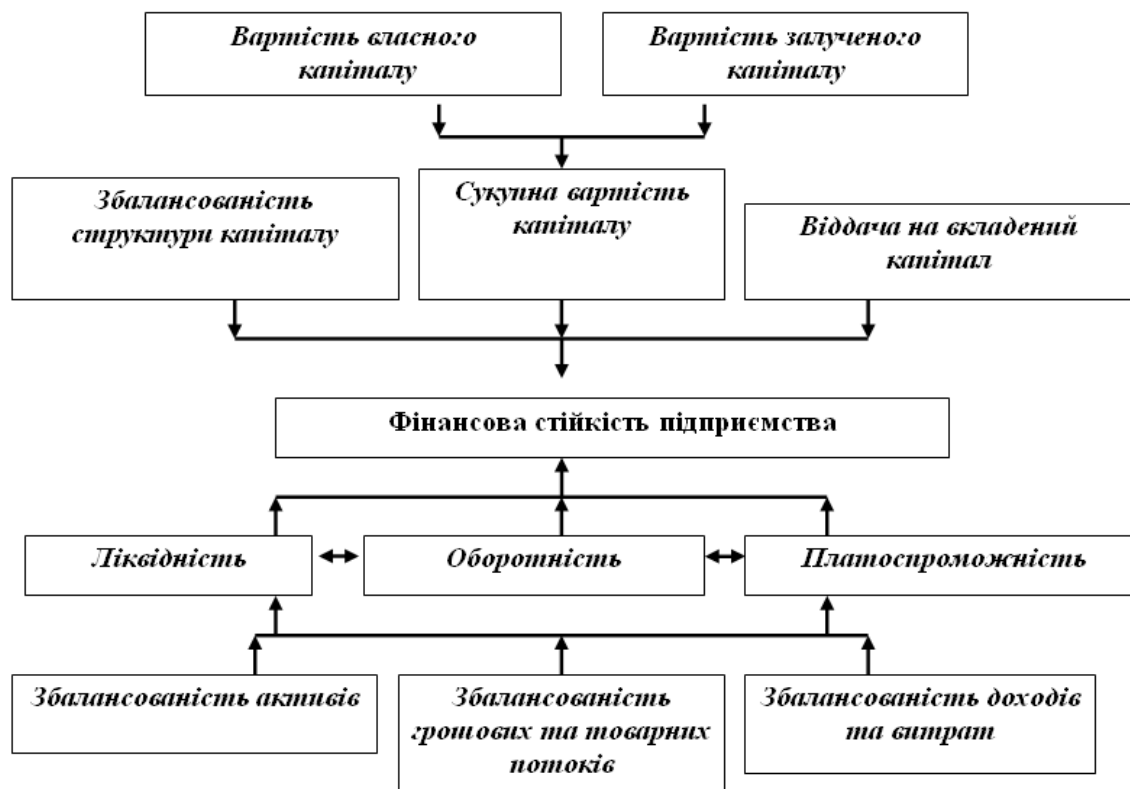 Вартість власного
капіталу
Вартість залученого
капіталу
Збалансованість
структури капіталу
Сукупна вартість
капіталу
Віддача на вкладений
капітал
Фінансова стійкість підприємства
Ліквідність
Оборотність
Платоспроможність
Збалансованість активів
Збалансованість
грошових та товарних
потоків
Збалансованість доходів
та витрат